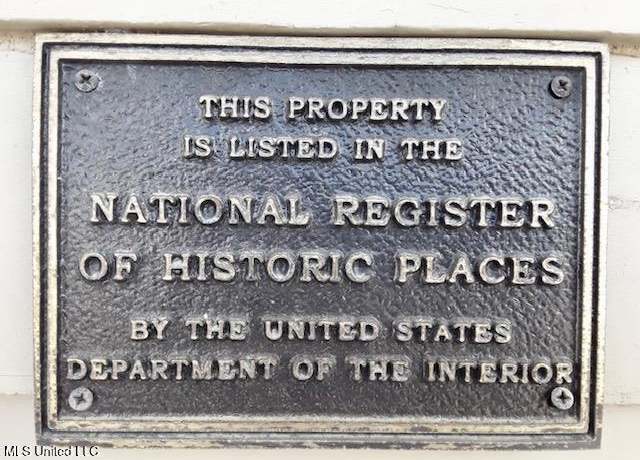 THIS PROPERTY
IS LISTED IN THE
NATIONAL REGISTER
OF HISTORIC PLACES
BY THE UNITED STATES
DEPARTMENT OF THE INTERIOR
MLS United LLC